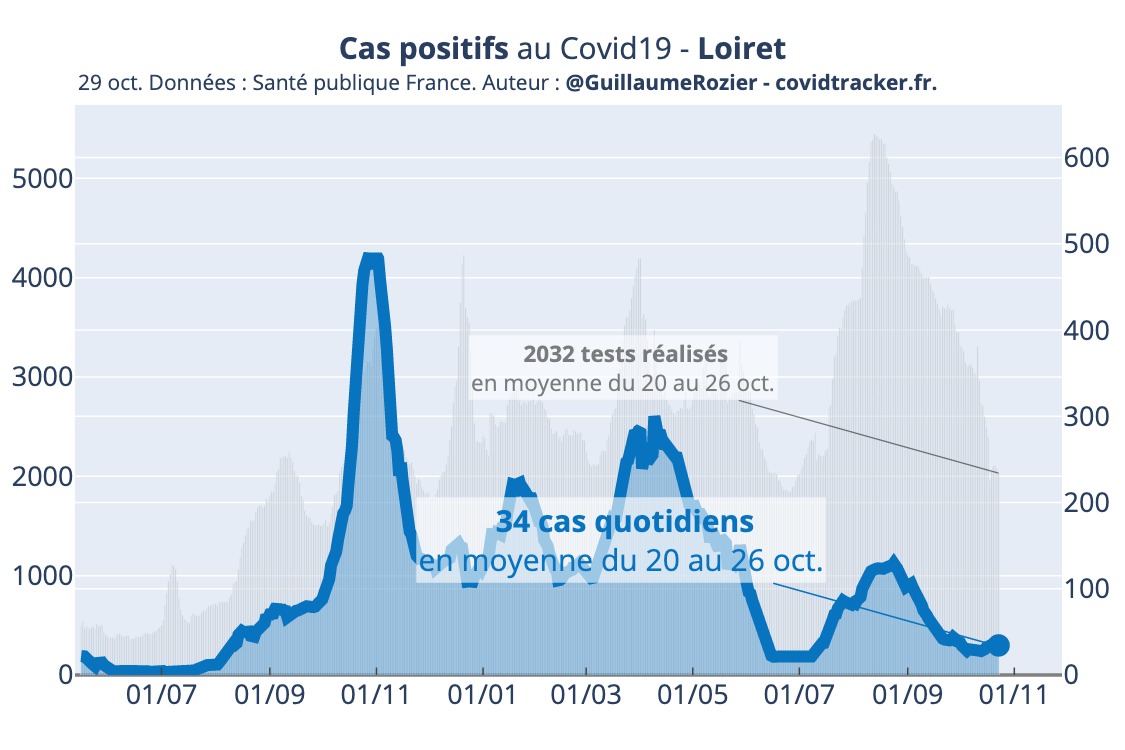 Cas positifs au Covid19 - Loiret
29 oct. Données : Santé publique France. Auteur : @GuillaumeRozier - covidtracker.fr.
600
5000
500
4000
400
2032 tests réalisés
en moyenne du 20 au 26 oct.
3000
300
2000
200
34 cas quotidiens
en moyenne du 20 au 26 oct.
1000
100
0
0
01/07 01/09 01/11 01/01 01/03 01/05 01/07 01/09 01/11